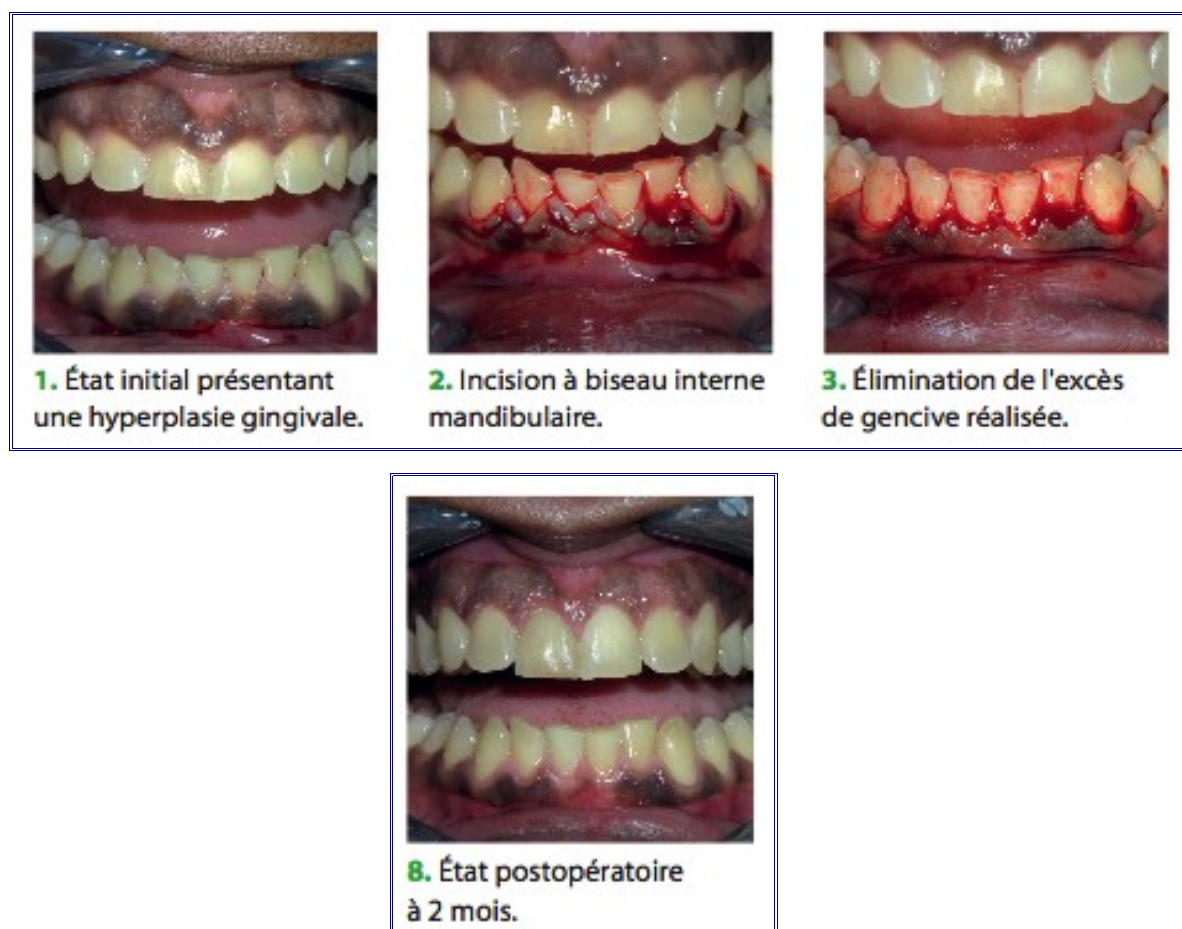 1. État initial présentant
une hyperplasie gingivale.
2. Incision à biseau interne
mandibulaire.
3. Élimination de l'excès
de gencive réalisée.
8. État postopératoire
à 2 mois.